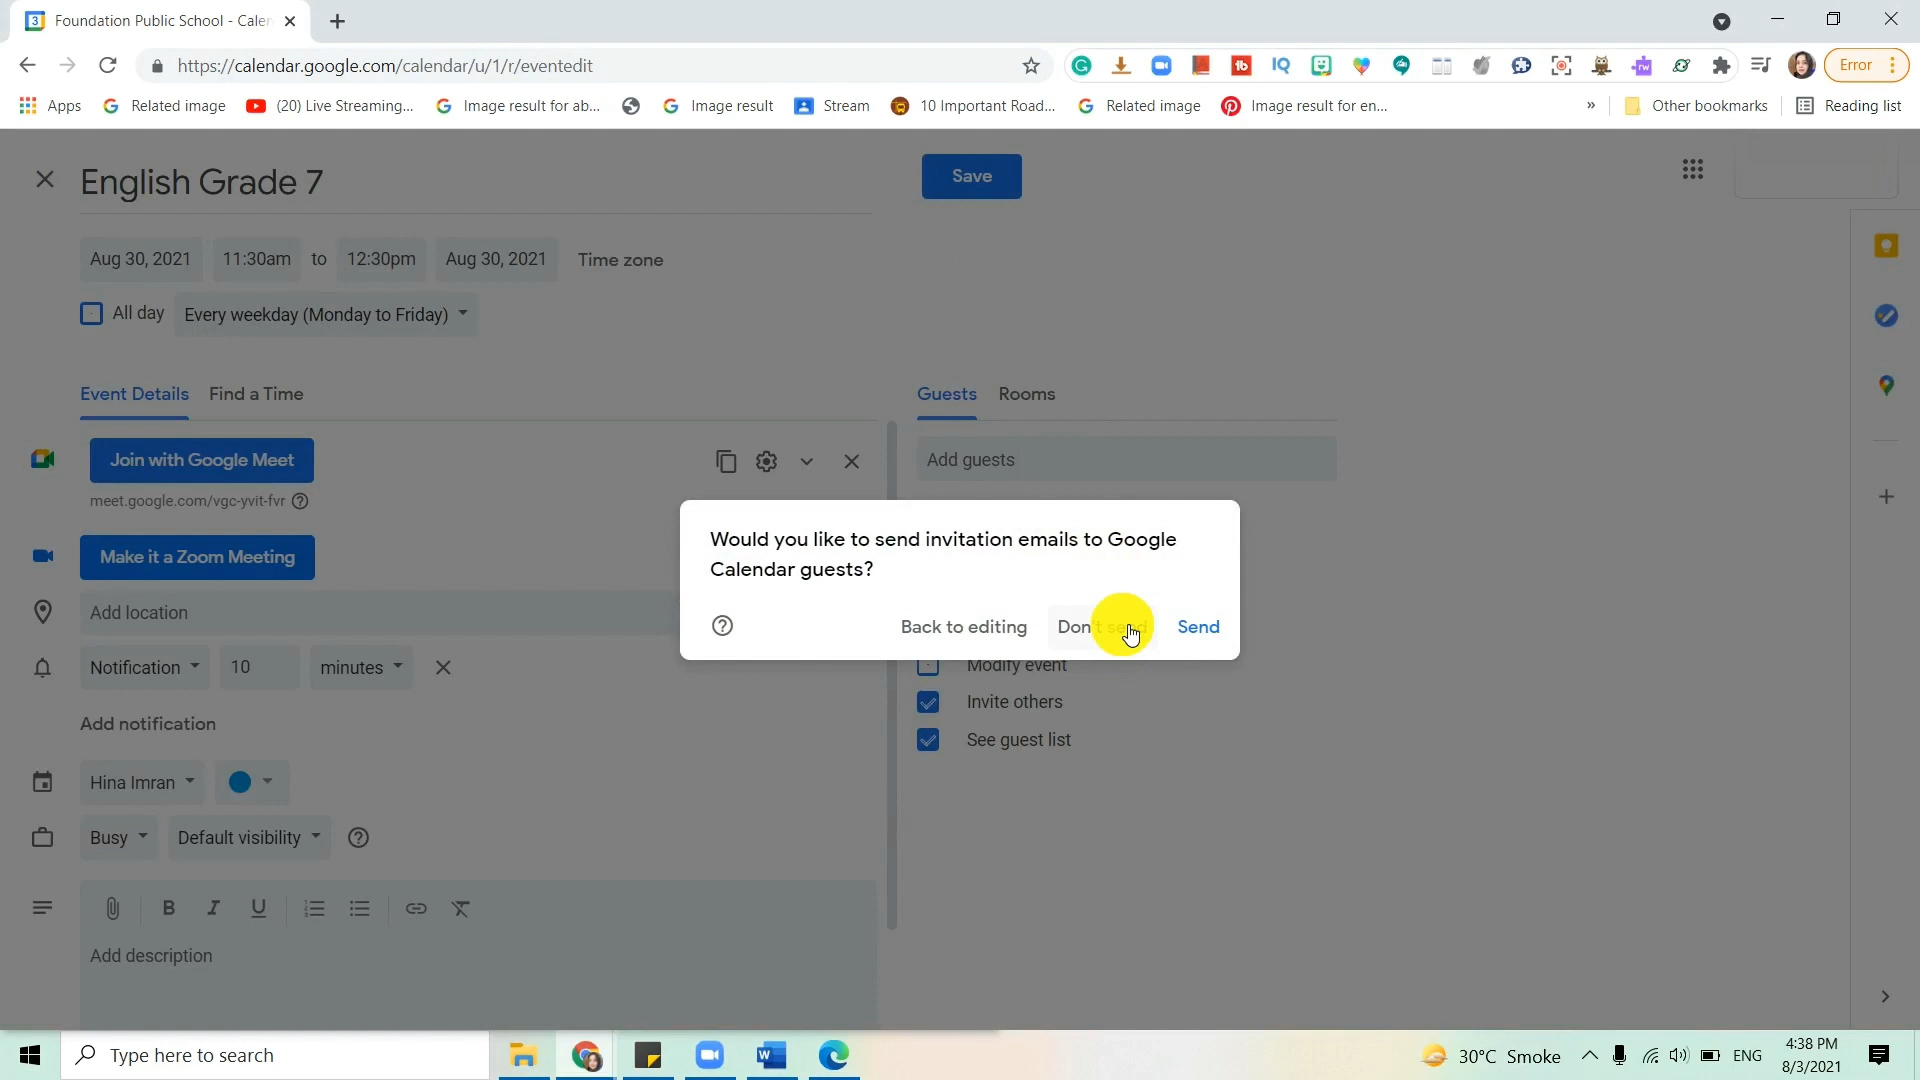 Foundation Public School - Calen
https://calendar.google.com/calendar/u/1/r/eventedit
Error
Apps
Related image
(20) Live Streaming...
Image result for ab...
Image result
Stream
10 Important Road...
Related image
Image result for en...
»
Other bookmarks
Reading list
English Grade 7
Save
Aug 30, 2021
11:30am
to
12:30pm
Aug 30, 2021
Time zone
All day
Every weekday (Monday to Friday)
Event Details
Find a Time
Guests
Rooms
Join with Google Meet
Add guests
meet.google.com/vgc-yvit-fvr
Make it a Zoom Meeting
Would you like to send invitation emails to Google
Calendar guests?
Back to editing
Don't send
Send
Add location
Notification
10
minutes
Modify event
Invite others
Add notification
See guest list
Hina Imran
Busy
Default visibility
B I U
Add description
Type here to search
30°C Smoke
ENG
4:38 PM
8/3/2021